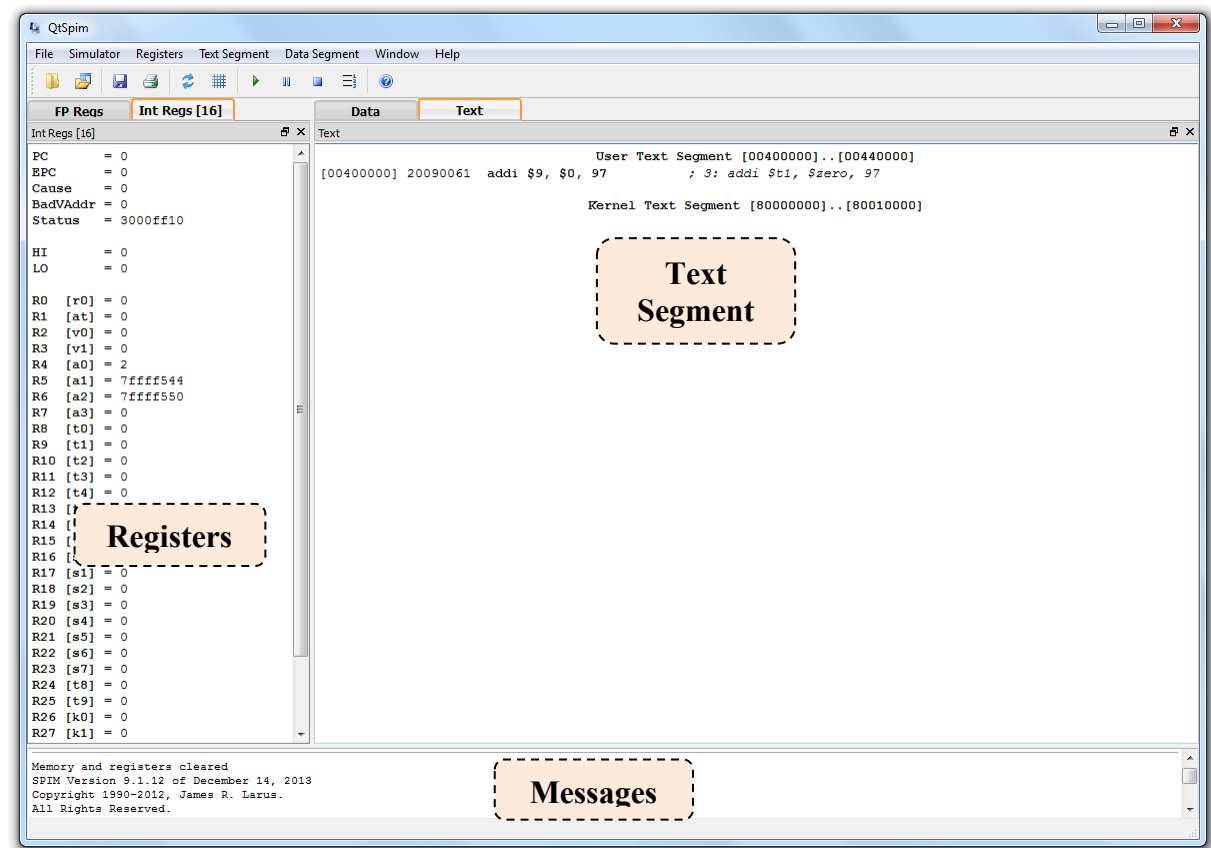 QtSpim
File Simulator Registers Text Segment Data Segment Window Help
FP Regs Int Regs [16] Data Text
Int Regs [16]
Text
PC = 0
EPC = 0
Cause = 0
BadVAddr = 0
Status = 3000ff10
HI = 0
LO = 0
R0 [r0] = 0
R1 [at] = 0
R2 [v0] = 0
R3 [v1] = 0
R4 [a0] = 2
R5 [a1] = 7ffff544
R6 [a2] = 7ffff550
R7 [a3] = 0
R8 [t0] = 0
R9 [t1] = 0
R10 [t2] = 0
R11 [t3] = 0
R12 [t4] = 0
R13
R14
R15
R16
R17 [s1] = 0
R18 [s2] = 0
R19 [s3] = 0
R20 [s4] = 0
R21 [s5] = 0
R22 [s6] = 0
R23 [s7] = 0
R24 [t8] = 0
R25 [t9] = 0
R26 [k0] = 0
R27 [k1] = 0
Registers
User Text Segment [00400000]..[00440000]
[00400000] 20090061 addi $9, $0, 97 ; 3: addi $t1, $zero, 97
Kernel Text Segment [80000000]..[80010000]
Text
Segment
Memory and registers cleared
SPIM Version 9.1.12 of December 14, 2013
Copyright 1990-2012, James R. Larus.
All Rights Reserved.
Messages